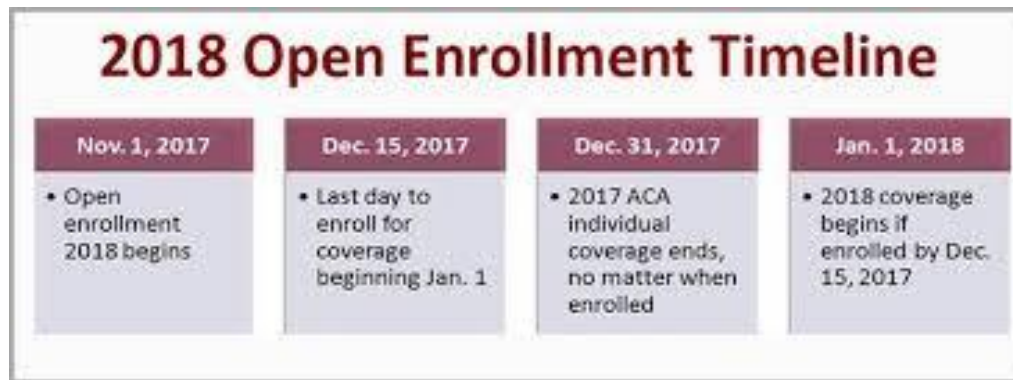 2018 Open Enrollment Timeline
Nov. 1, 2017
• Open
enrollment
2018 begins
Dec. 15, 2017
• Last day to
enroll for
coverage
beginning Jan. 1
Dec. 31, 2017
• 2017 ACA
individual
coverage ends,
no matter when
enrolled
Jan. 1, 2018
• 2018 coverage
begins if
enrolled by Dec.
15, 2017